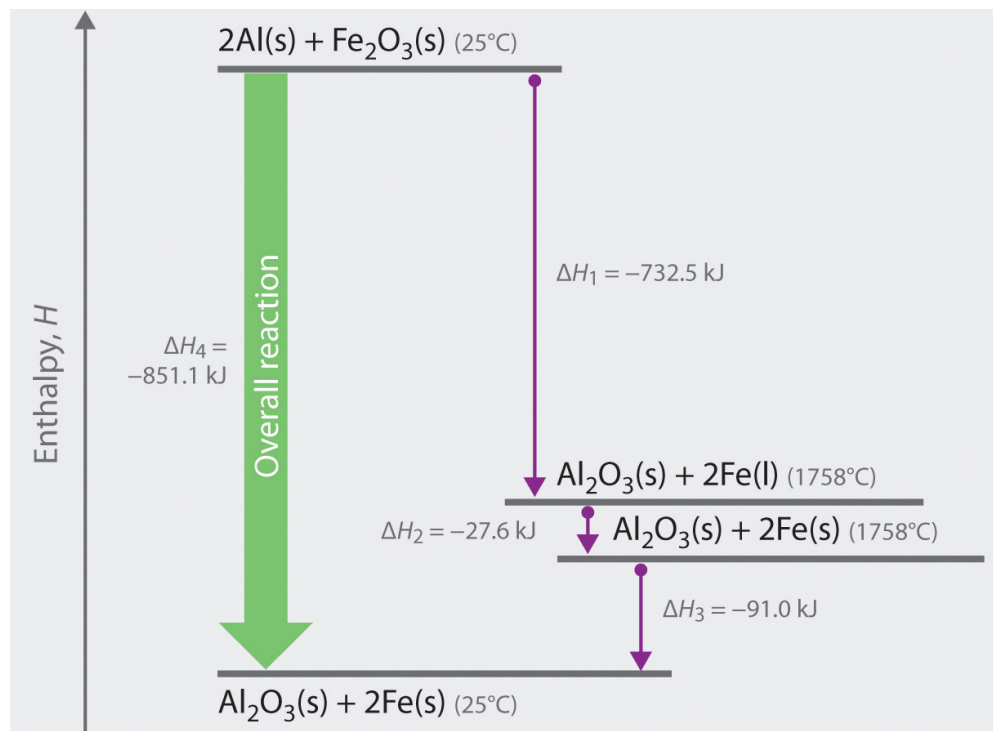 2Al(s) + Fe₂O₃(s) (25°C)
ΔH₁ = −732.5 kJ
Enthalpy, H
ΔH₄ =
−851.1 kJ
Overall reaction
Al₂O₃(s) + 2Fe(l) (1758°C)
ΔH₂ = −27.6 kJ
Al₂O₃(s) + 2Fe(s) (1758°C)
ΔH₃ = −91.0 kJ
Al₂O₃(s) + 2Fe(s) (25°C)